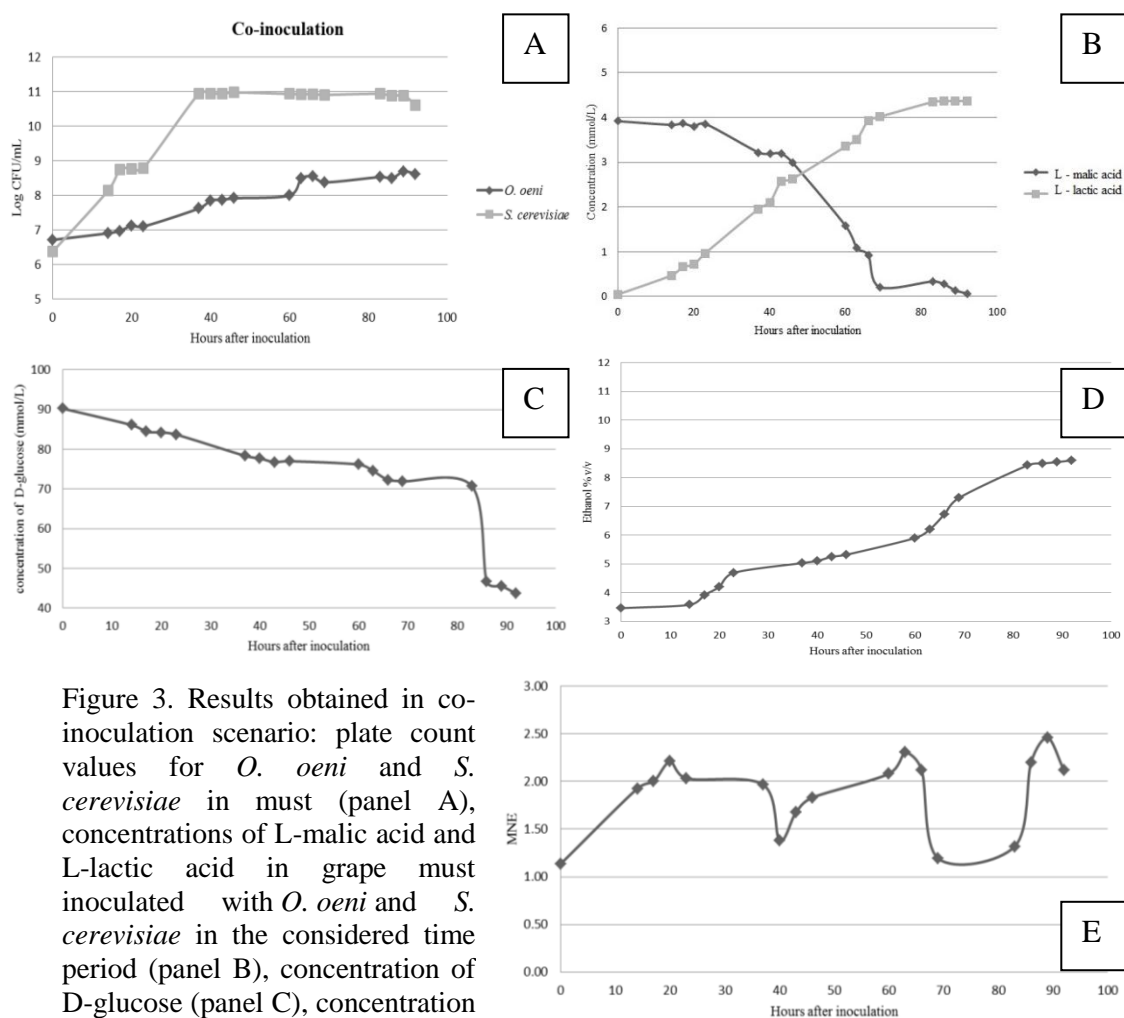 Co-inoculation
A
12
11
10
9
8
7
6
5
Log CFU/mL
0 20 40 60 80 100
Hours after inoculation
O. oeni
S. cerevisiae
B
6
5
4
3
2
1
0
Concentration (mmol/L)
0 20 40 60 80 100
Hours after inoculation
L - malic acid
L - lactic acid
C
100
90
80
70
60
50
40
concentration of D-glucose (mmol/L)
0 10 20 30 40 50 60 70 80 90 100
Hours after inoculation
D
12
11
10
9
8
7
6
5
4
3
Ethanol % v/v
0 10 20 30 40 50 60 70 80 90 100
Hours after inoculation
Figure 3. Results obtained in co-
inoculation scenario: plate count
values for O. oeni and S.
cerevisiae in must (panel A),
concentrations of L-malic acid and
L-lactic acid in grape must
inoculated with O. oeni and S.
cerevisiae in the considered time
period (panel B), concentration of
D-glucose (panel C), concentration
E
3.00
2.50
2.00
1.50
1.00
0.50
0.00
MNE
0 10 20 30 40 50 60 70 80 90 100
Hours after inoculation